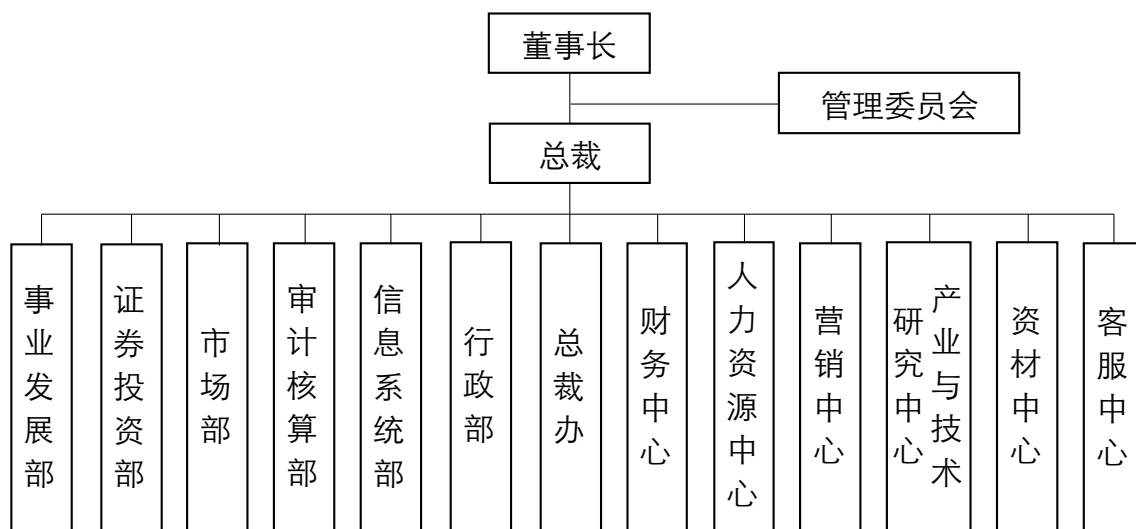 董事长
管理委员会
总裁
事业发展部
证券投资部
市场部
审计核算部
信息系统部
行政部
总裁办
财务中心
人力资源中心
营销中心
产业与技术
研究中心
资材中心
客服中心